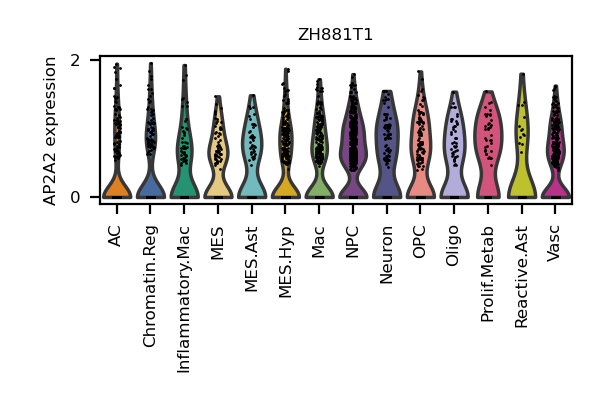 ZH881T1
AP2A2 expression
2
0
AC
Chromatin.Reg
Inflammatory.Mac
MES
MES.Ast
MES.Hyp
Mac
NPC
Neuron
OPC
Oligo
Prolif.Metab
Reactive.Ast
Vasc